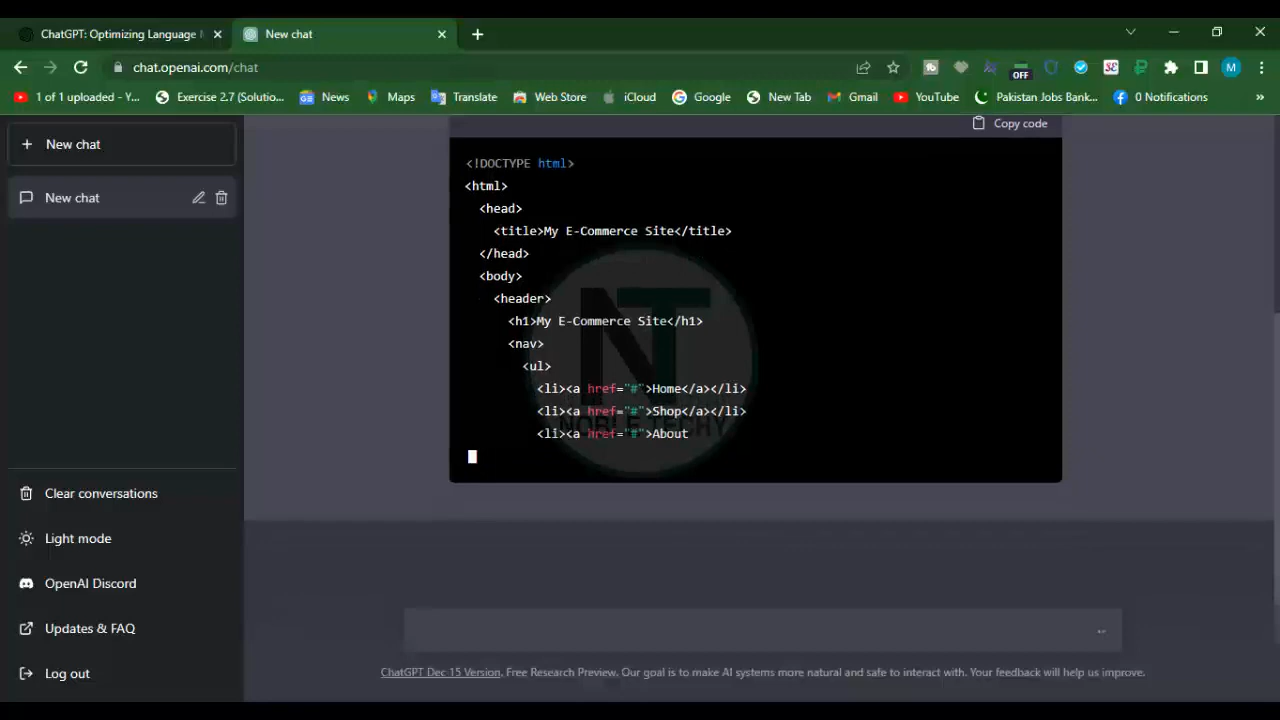 ChatGPT: Optimizing Language
New chat
chat.openai.com/chat
OFF
M
1 of 1 uploaded - Y...
Exercise 2.7 (Solutio...
News
Maps
Translate
Web Store
iCloud
Google
New Tab
Gmail
YouTube
Pakistan Jobs Bank...
0 Notifications
»
New chat
New chat
Clear conversations
Light mode
OpenAI Discord
Updates & FAQ
Log out
Copy code
<!DOCTYPE html>
<html>
<head>
<title>My E-Commerce Site</title>
</head>
<body>
<header>
<h1>My E-Commerce Site</h1>
<nav>
<ul>
<li><a href="#">Home</a></li>
<li><a href="#">Shop</a></li>
<li><a href="#">About
NT
NOBLE TECHY
ChatGPT Dec 15 Version. Free Research Preview. Our goal is to make AI systems more natural and safe to interact with. Your feedback will help us improve.